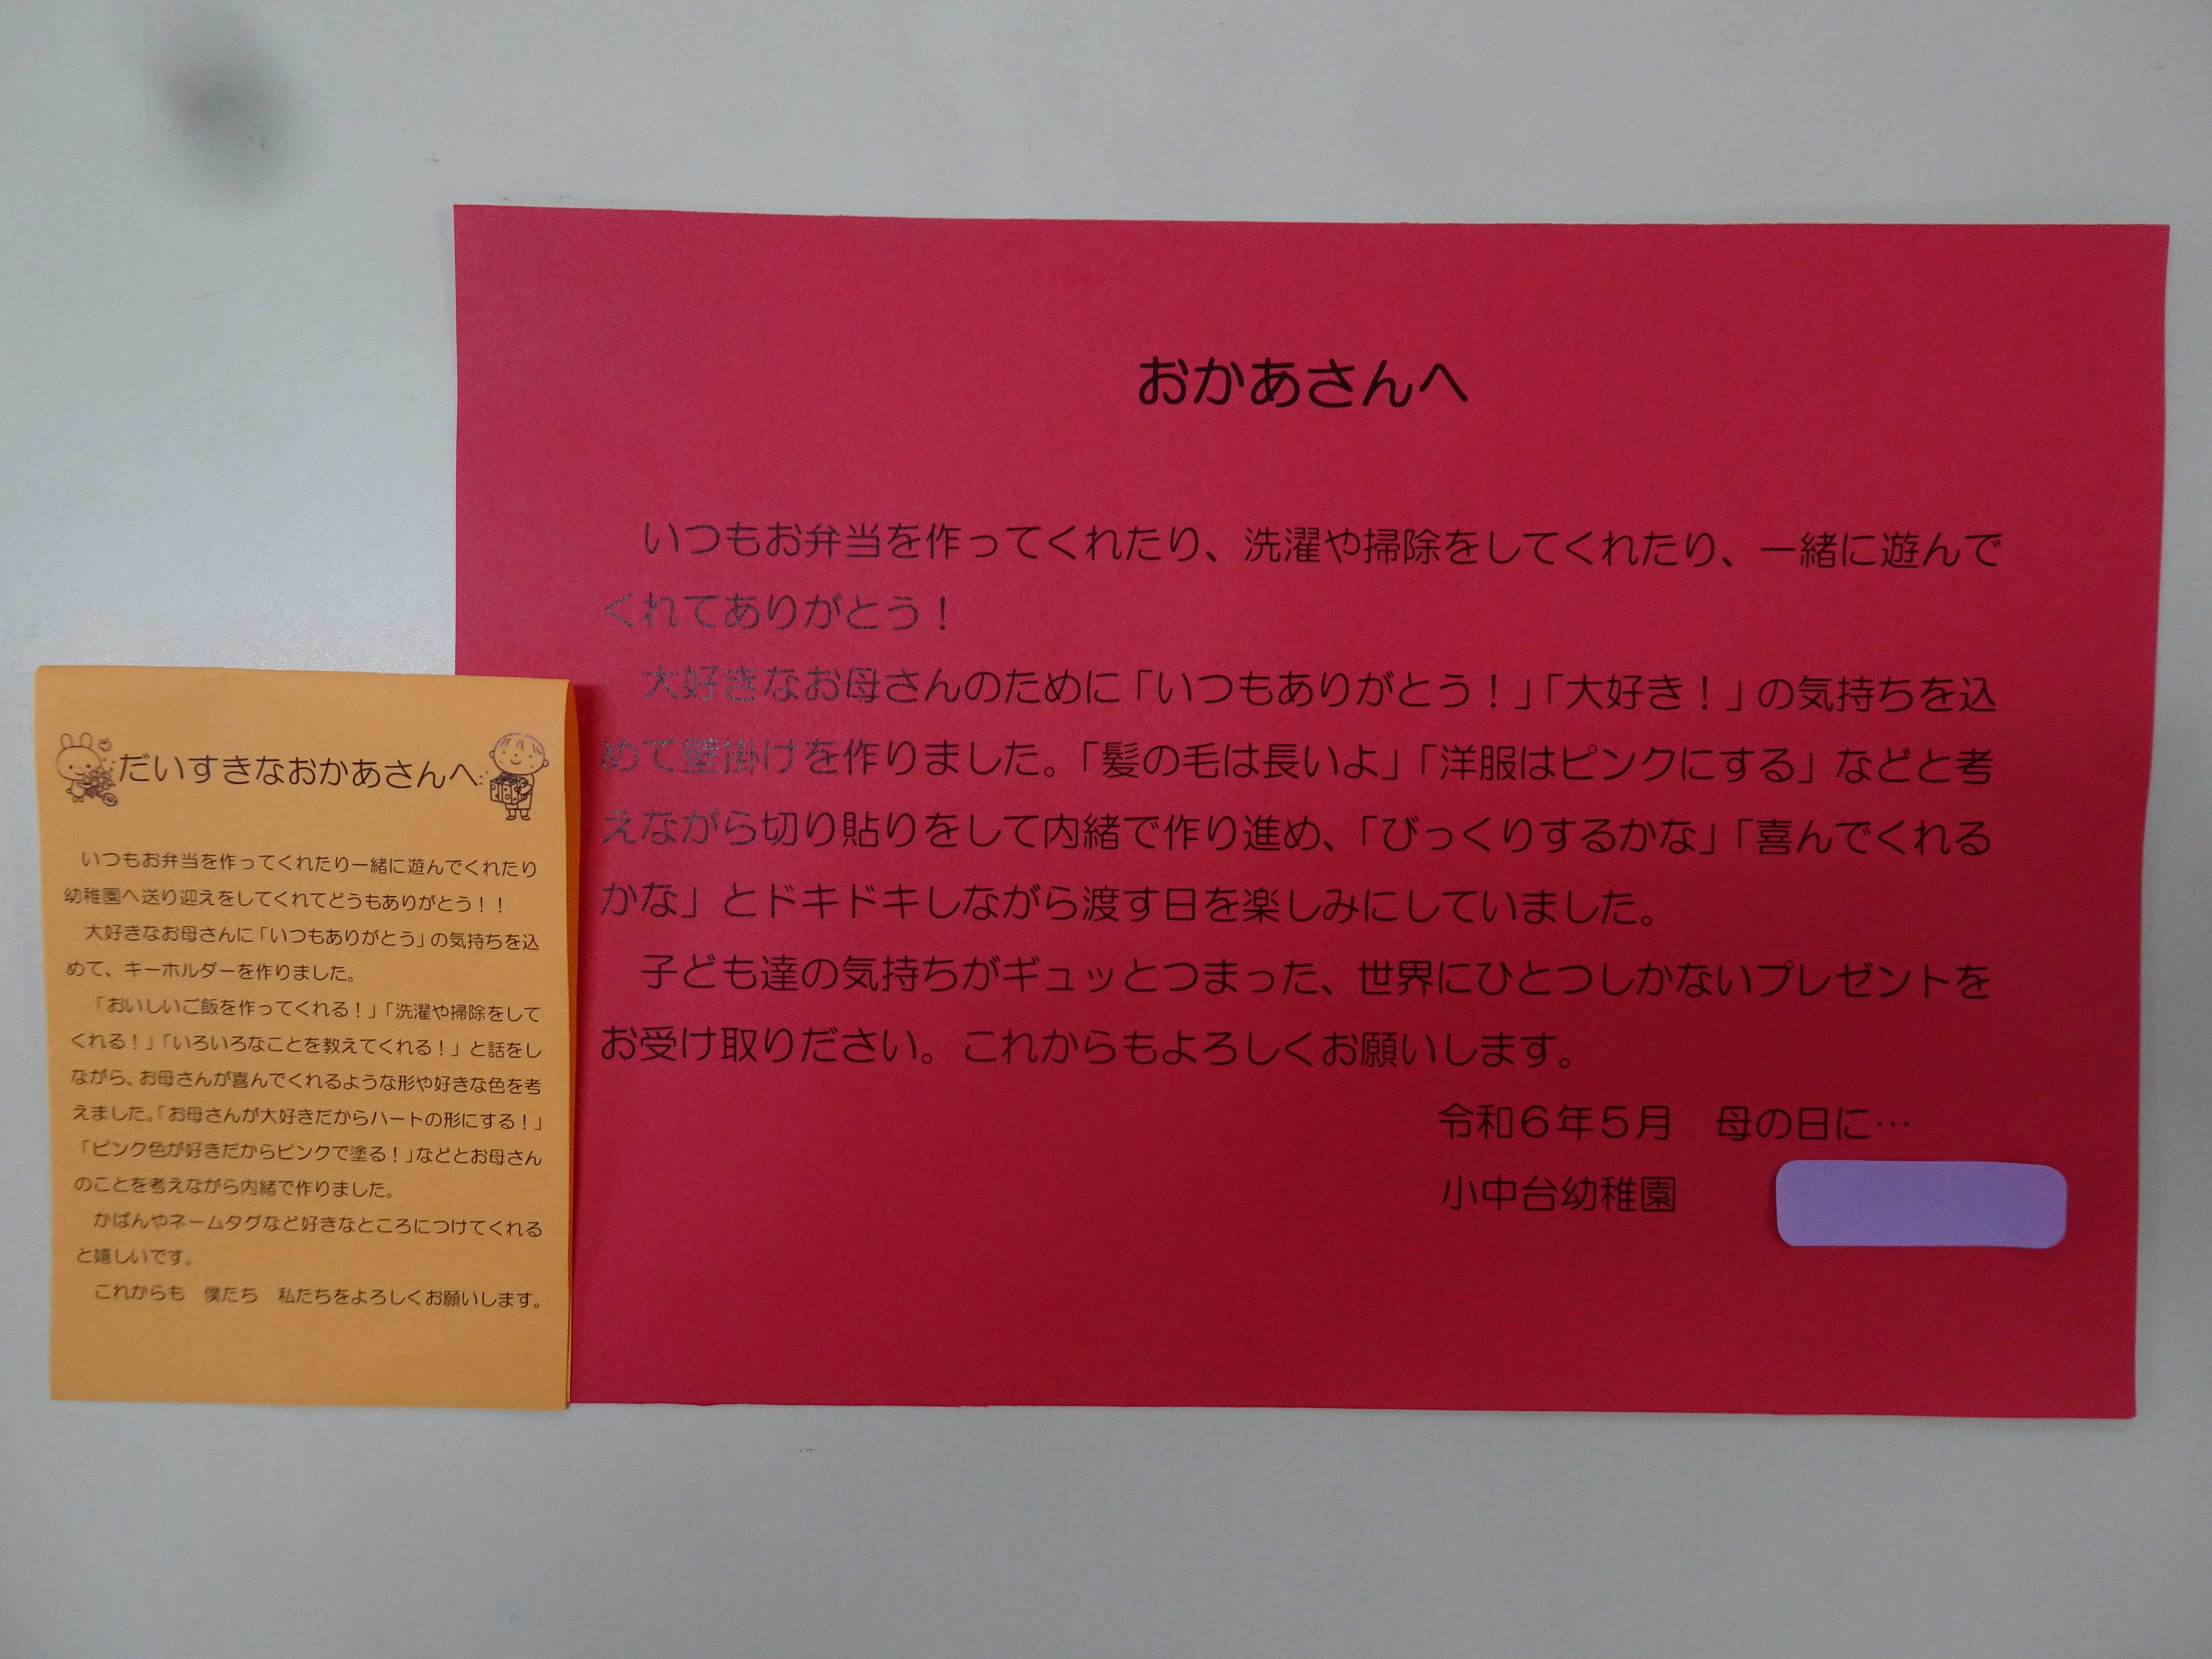 おかあさんへ
いつもお弁当を作ってくれたり、洗濯や掃除をしてくれたり、一緒に遊んで
くれてありがとう！
大好きなお母さんのために「いつもありがとう！」「大好き！」の気持ちを込
めて壁掛けを作りました。「髪の毛は長いよ」「洋服はピンクにする」などと考
えながら切り貼りをして内緒で作り進め、「びっくりするかな」「喜んでくれる
かな」とドキドキしながら渡す日を楽しみにしていました。
子ども達の気持ちがギュッとつまった、世界にひとつしかないプレゼントを
お受け取りださい。これからもよろしくお願いします。
令和６年５月　母の日に…
小中台幼稚園
だいすきなおかあさんへ
いつもお弁当を作ってくれたり一緒に遊んでくれたり
幼稚園へ送り迎えをしてくれてどうもありがとう！！
大好きなお母さんに「いつもありがとう」の気持ちを込
めて、キーホルダーを作りました。
「おいしいご飯を作ってくれる！」「洗濯や掃除をして
くれる！」「いろいろなことを教えてくれる！」と話をし
ながら、お母さんが喜んでくれるような形や好きな色を考
えました。「お母さんが大好きだからハートの形にする！」
「ピンク色が好きだからピンクで塗る！」などとお母さん
のことを考えながら内緒で作りました。
かばんやネームタグなど好きなところにつけてくれる
と嬉しいです。
これからも　僕たち　私たちをよろしくお願いします。